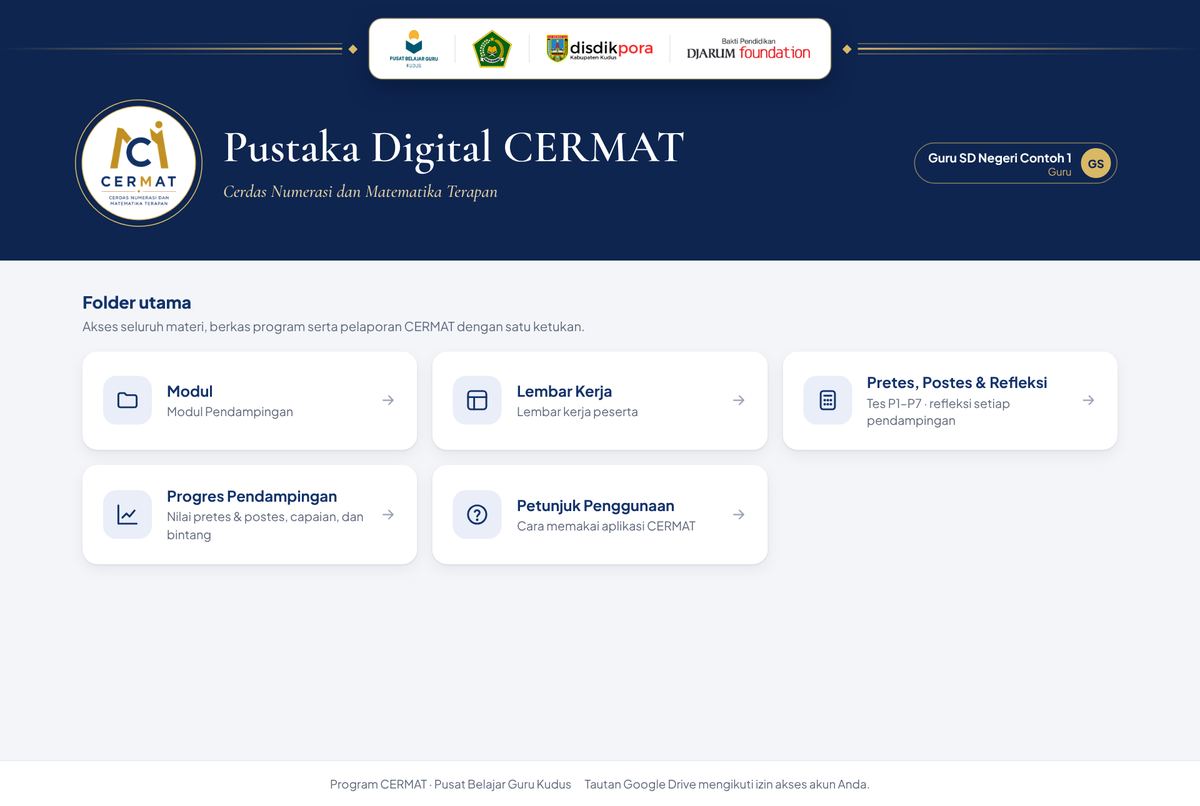 PUSAT BELAJAR GURU
KUDUS
disdikpora
Kabupaten Kudus
Bakti Pendidikan
DJARUM foundation
CERMAT
CERDAS NUMERASI DAN
MATEMATIKA TERAPAN
Pustaka Digital CERMAT
Cerdas Numerasi dan Matematika Terapan
Guru SD Negeri Contoh 1
Guru
GS
Folder utama
Akses seluruh materi, berkas program serta pelaporan CERMAT dengan satu ketukan.
Modul
Modul Pendampingan
Lembar Kerja
Lembar kerja peserta
Pretes, Postes & Refleksi
Tes P1–P7 · refleksi setiap
pendampingan
Progres Pendampingan
Nilai pretes & postes, capaian, dan
bintang
Petunjuk Penggunaan
Cara memakai aplikasi CERMAT
Program CERMAT · Pusat Belajar Guru Kudus Tautan Google Drive mengikuti izin akses akun Anda.